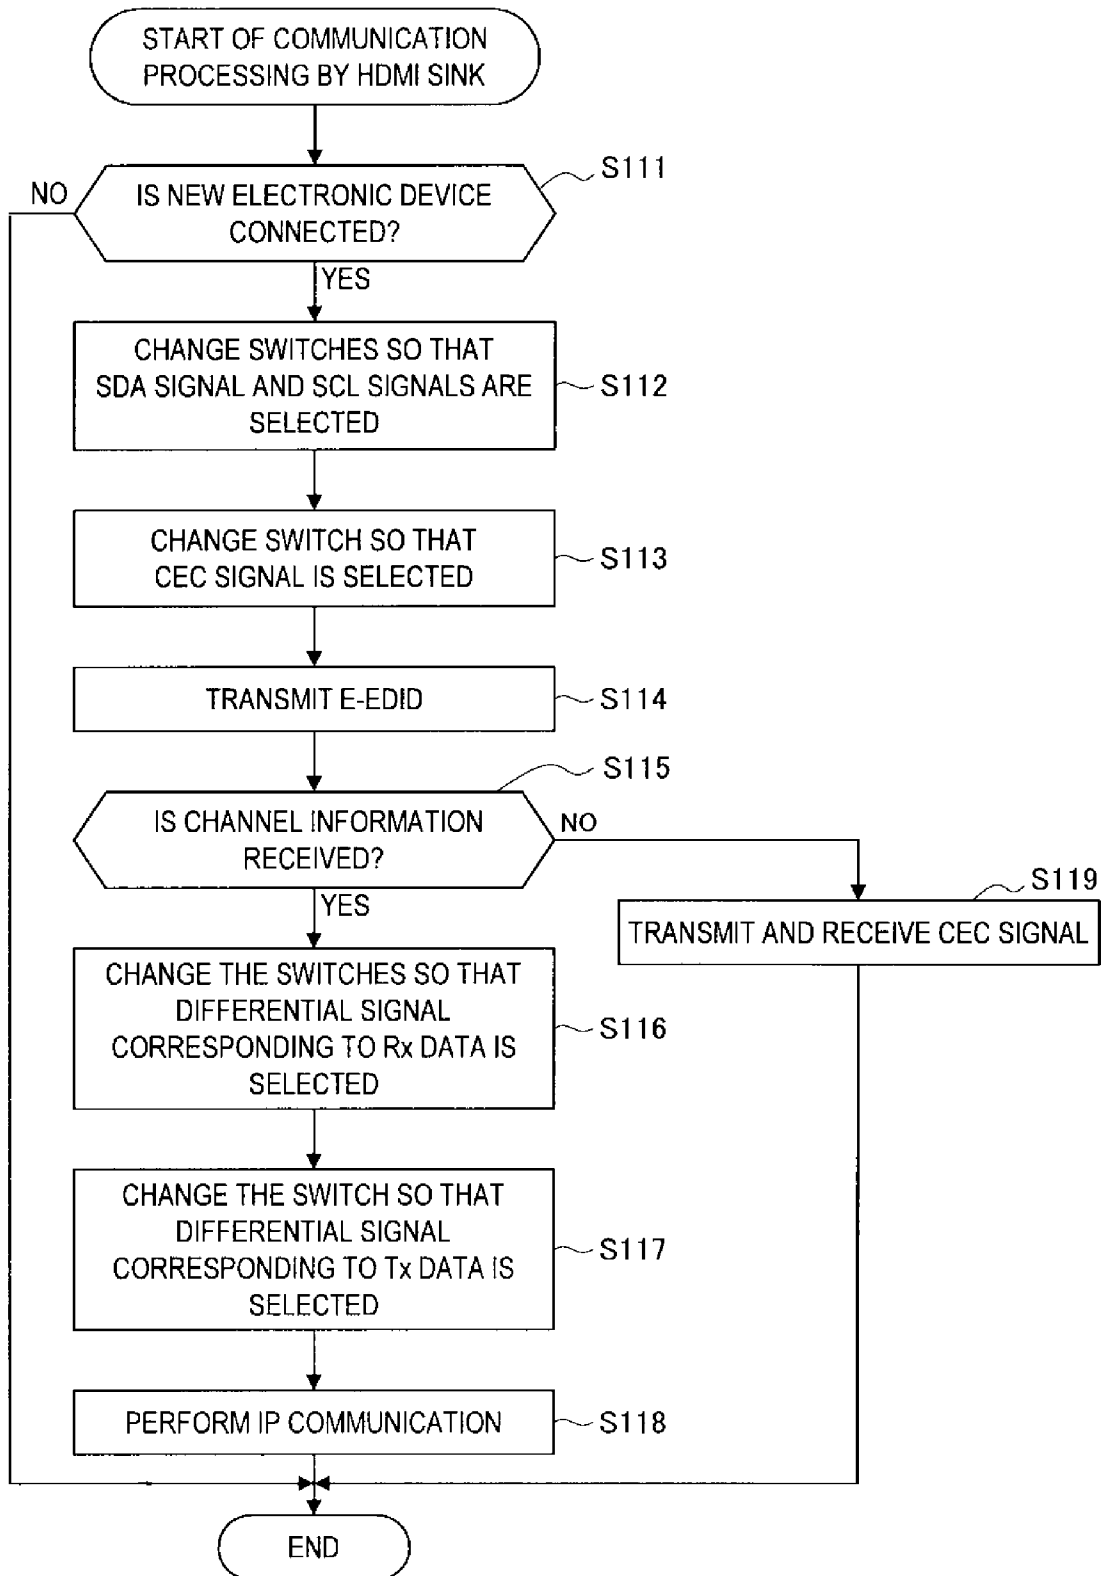 START OF COMMUNICATION
PROCESSING BY HDMI SINK
S111
NO
IS NEW ELECTRONIC DEVICE
CONNECTED?
YES
CHANGE SWITCHES SO THAT
SDA SIGNAL AND SCL SIGNALS ARE
SELECTED
S112
CHANGE SWITCH SO THAT
CEC SIGNAL IS SELECTED
S113
TRANSMIT E-EDID
S114
S115
IS CHANNEL INFORMATION
RECEIVED?
NO
YES
S119
TRANSMIT AND RECEIVE CEC SIGNAL
CHANGE THE SWITCHES SO THAT
DIFFERENTIAL SIGNAL
CORRESPONDING TO Rx DATA IS
SELECTED
S116
CHANGE THE SWITCH SO THAT
DIFFERENTIAL SIGNAL
CORRESPONDING TO Tx DATA IS
SELECTED
S117
PERFORM IP COMMUNICATION
S118
END